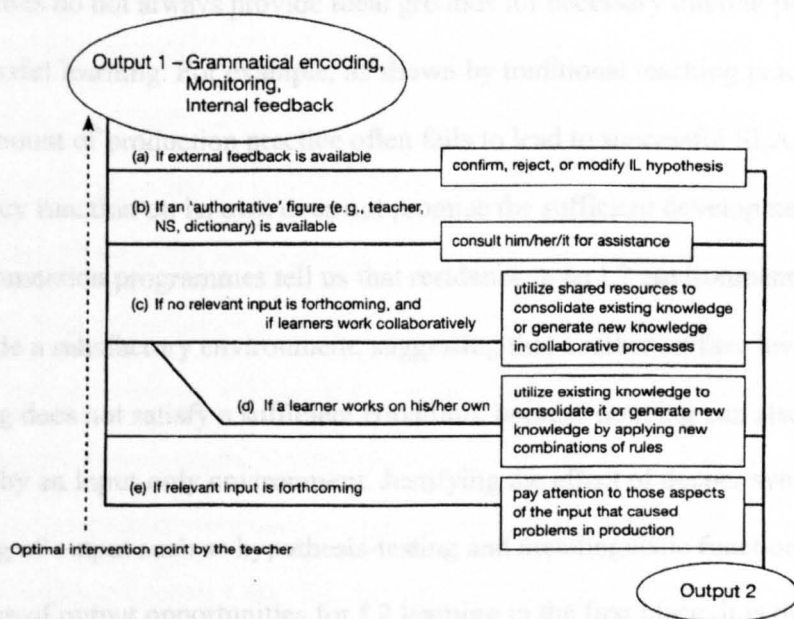 Output 1 – Grammatical encoding,
Monitoring,
Internal feedback
(a) If external feedback is available
confirm, reject, or modify IL hypothesis
(b) If an 'authoritative' figure (e.g., teacher,
NS, dictionary) is available
consult him/her/it for assistance
(c) If no relevant input is forthcoming, and
if learners work collaboratively
utilize shared resources to
consolidate existing knowledge
or generate new knowledge
(collaborative processes
(d) If a learner works on his/her own
utilize existing knowledge to
consolidate it or generate new
knowledge by applying new
combinations of rules
(e) If relevant input is forthcoming
pay attention to those aspects
of the input that caused
problems in production
Optimal intervention point by the teacher
Output 2